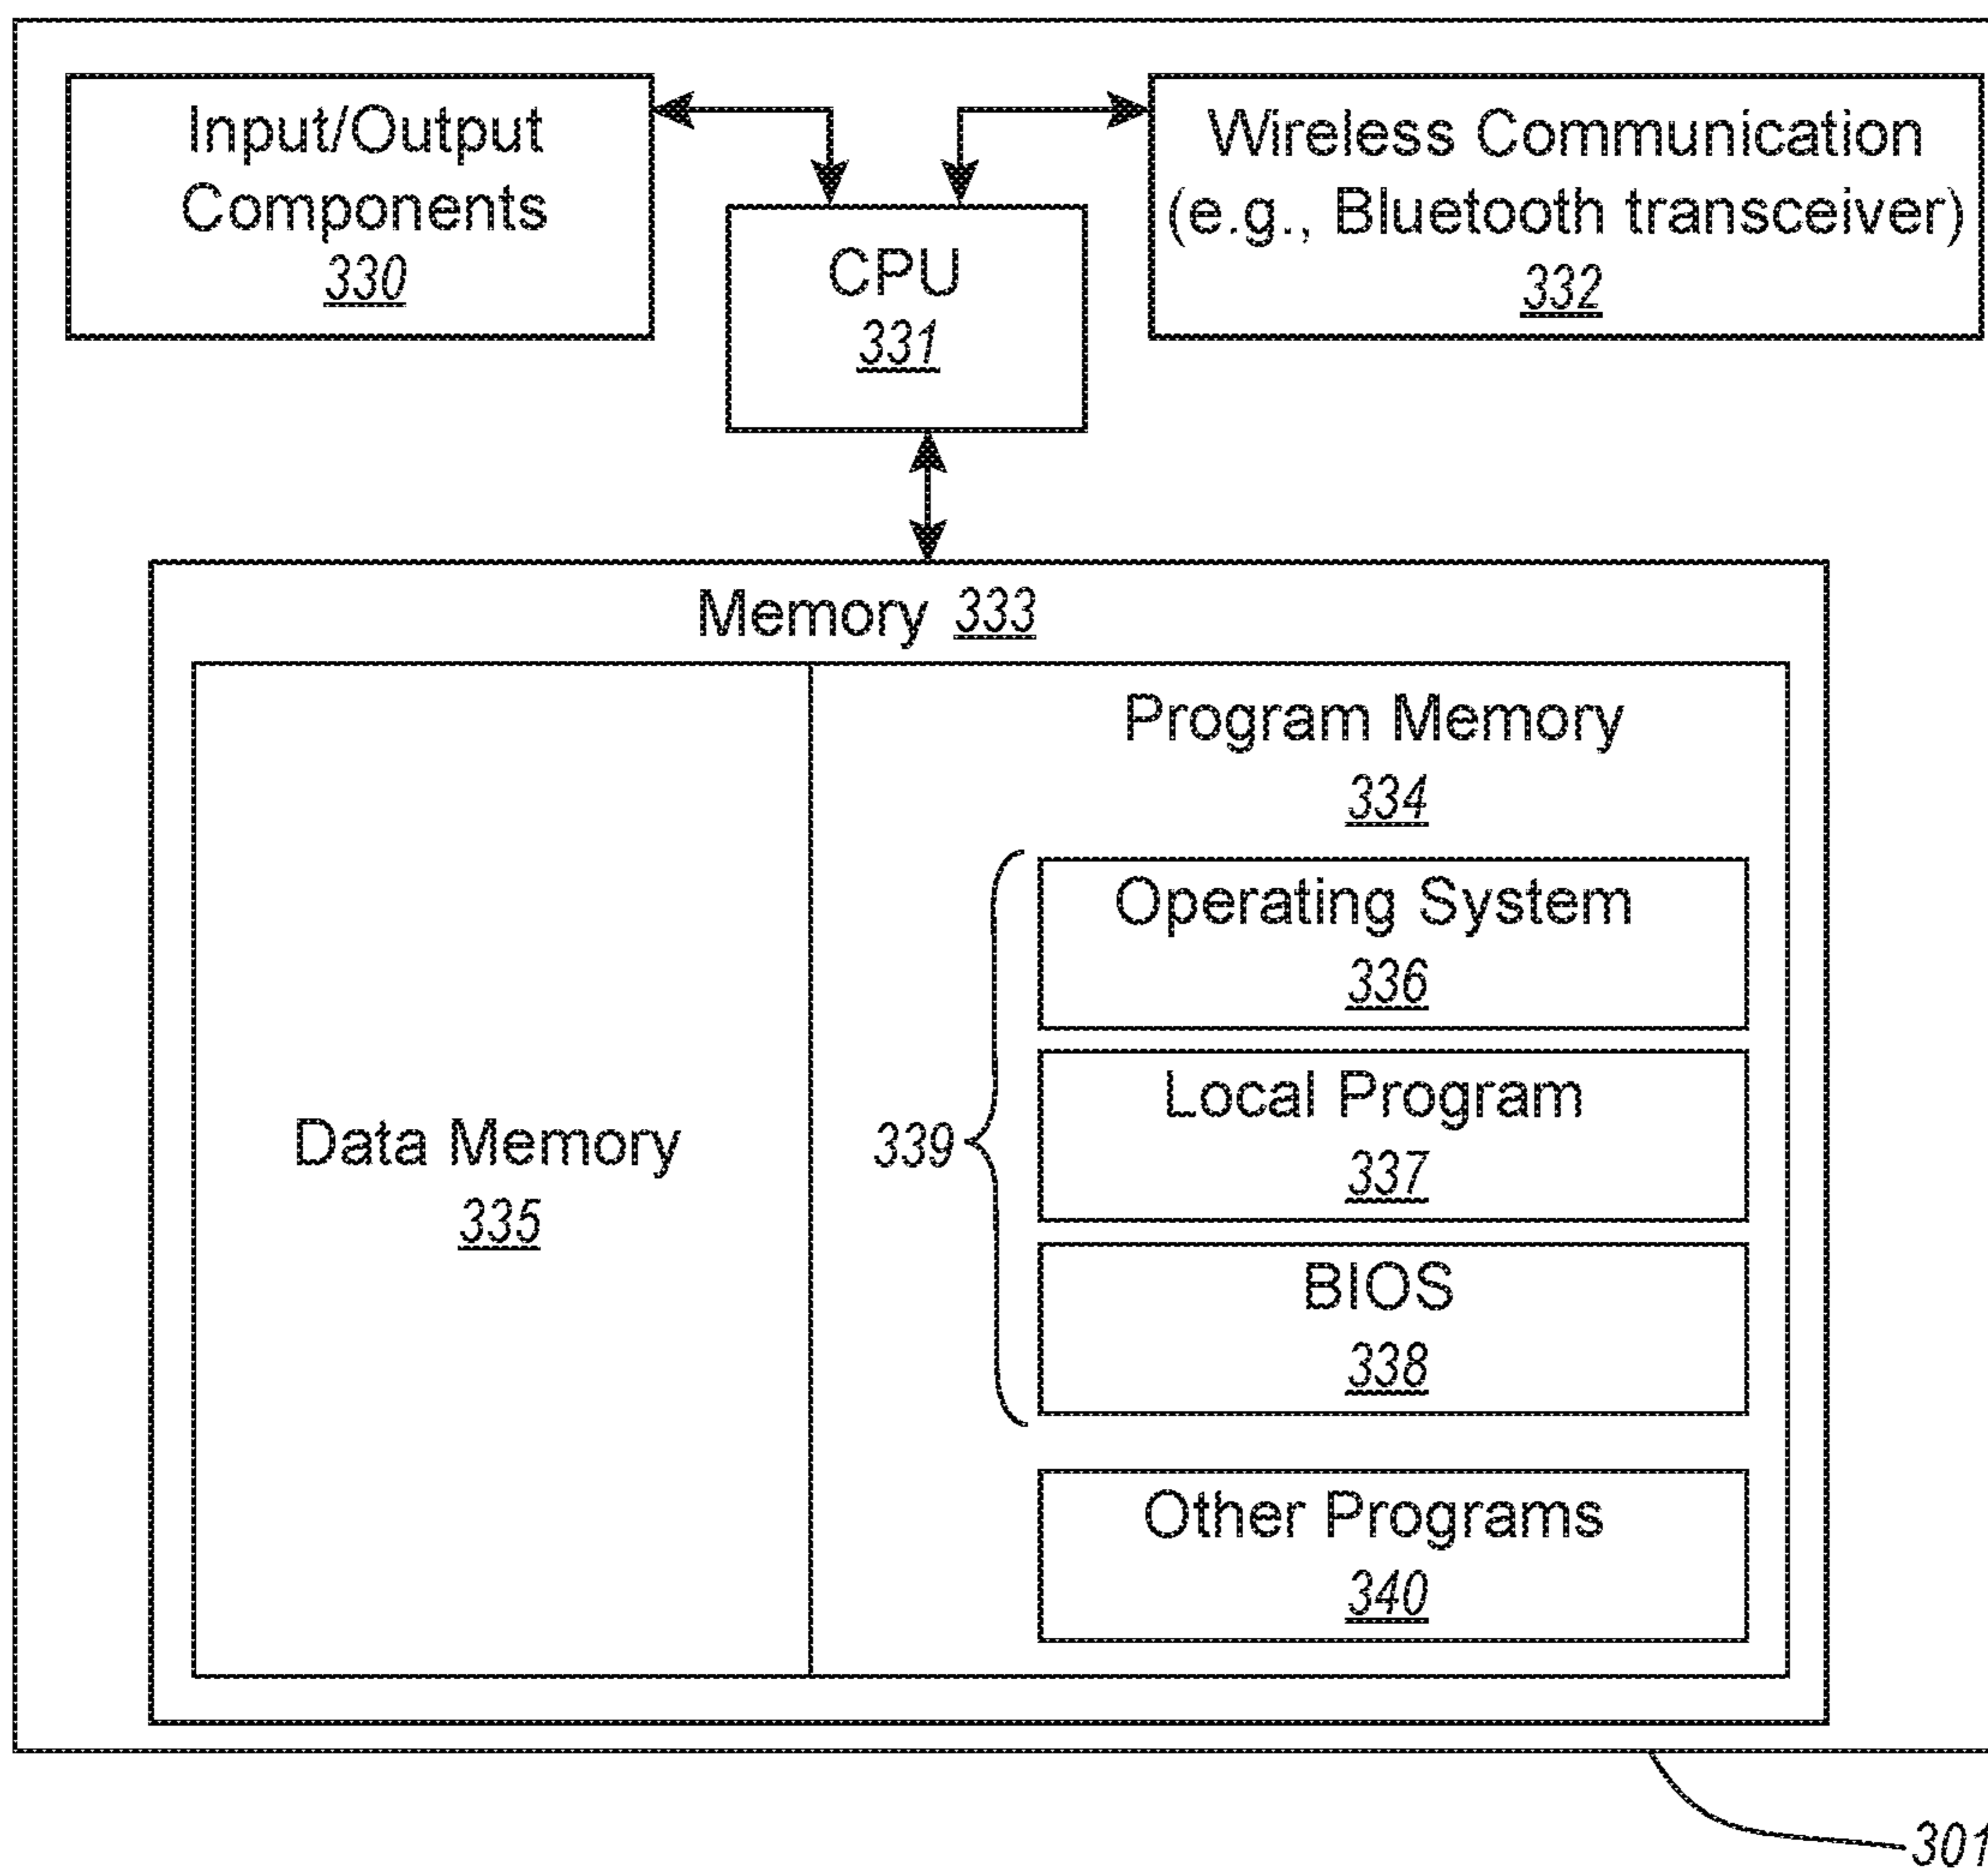 Input/Output
Components
330
CPU
331
Wireless Communication
(e.g., Bluetooth transceiver)
332
Memory 333
Data Memory
335
Program Memory
334
339
Operating System
336
Local Program
337
BIOS
338
Other Programs
340
301